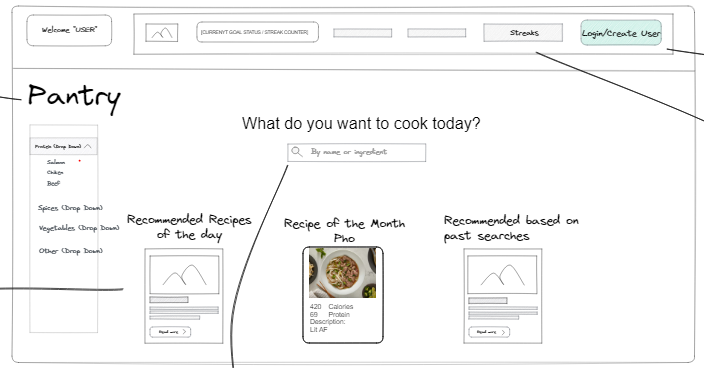 Welcome "USER"
[CURRENYT GOAL STATUS / STREAK COUNTER]
Streaks
Login/Create User
Pantry
What do you want to cook today?
By name or ingredient
Protein (Drop Down)
Salmon
Chiken
Beef
Spices (Drop Down)
Vegetables (Drop Down)
Other (Drop Down)
Recommended Recipes
of the day
Read more
Recipe of the Month
Pho
420 Calories
69 Protein
Description:
Lit AF
Recommended based on
past searches
Read more